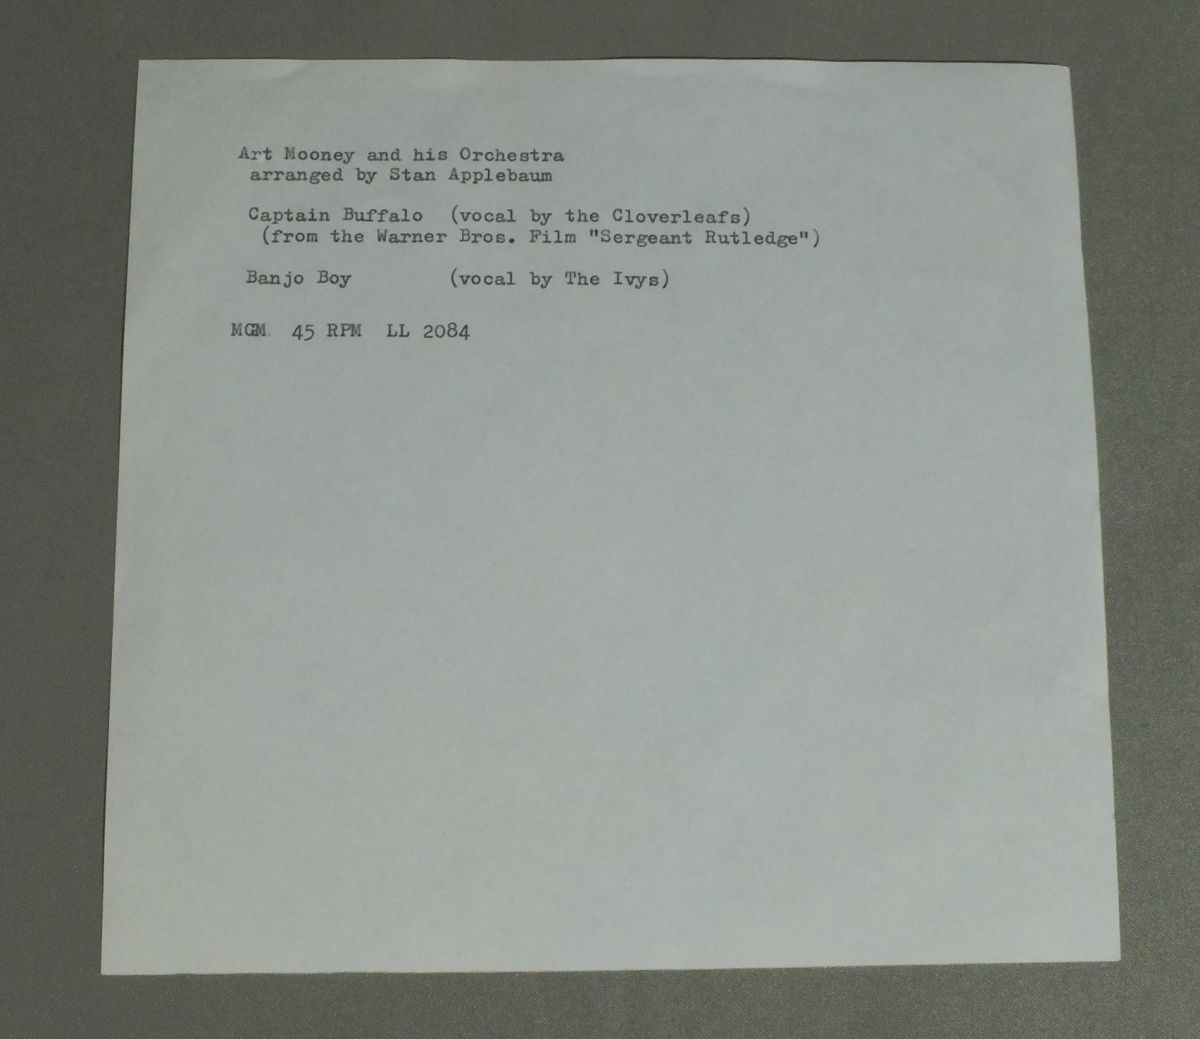 Art Mooney and his Orchestra
arranged by Stan Applebaum
Captain Buffalo (vocal by the Cloverleafs)
(from the Warner Bros. Film "Sergeant Rutledge")
Banjo Boy (vocal by The Ivys)
MGM. 45 RPM LL 2084